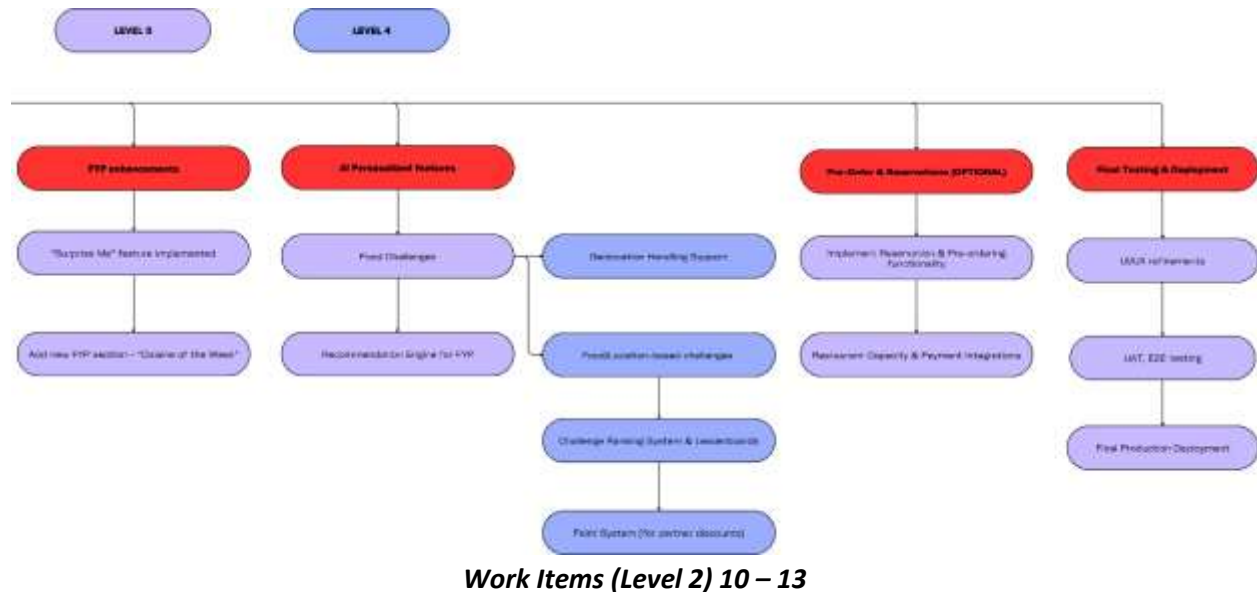 LEVEL 3
LEVEL 4
FYP enhancements
AI Personalized features
Pre-Order & Reservations (OPTIONAL)
Final Testing & Deployment
"Surprise Me" feature implemented
Food Challenges
Geolocation Handling Support
Implement Reservation & Pre-ordering
functionality
UI/UX refinements
Add new FYP section - "Cuisine of the Week"
Recommendation Engine for FYP
Food/Location-based challenges
Restaurant Capacity & Payment Integrations
UAT, E2E testing
Challenge Ranking System & Leaderboards
Final Production Deployment
Point System (for partner discounts)
Work Items (Level 2) 10 – 13